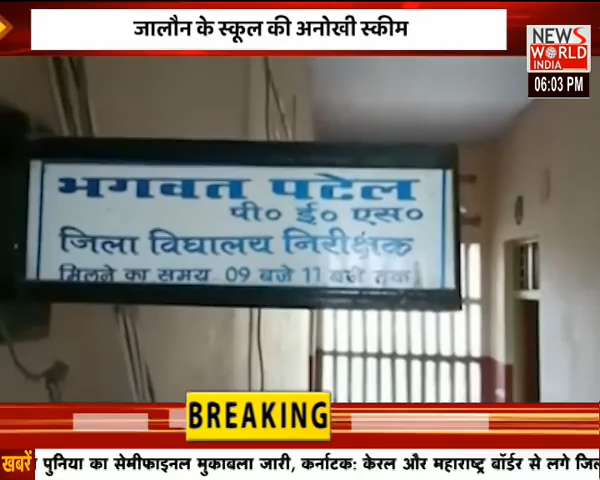 जालौन के स्कूल की अनोखी स्कीम
NEWS
WORLD
INDIA
06:03 PM
भगवत पटेल
पी० ई० एस०
जिला विद्यालय निरीक्षक
मिलने का समय 09 बजे 11 बजे तक
BREAKING
खबरें पुनिया का सेमीफाइनल मुकाबला जारी, कर्नाटक: केरल और महाराष्ट्र बॉर्डर से लगे